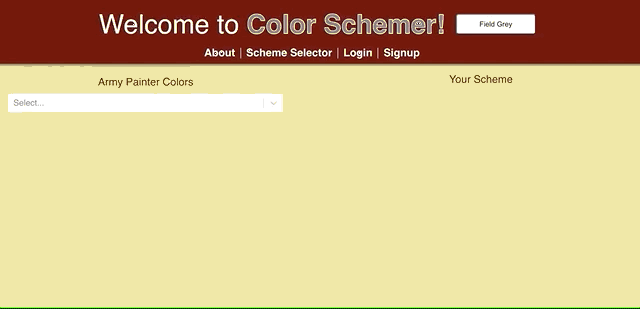 Welcome to Color Schemer! Field Grey
About | Scheme Selector | Login | Signup
Army Painter Colors
Your Scheme
Select...